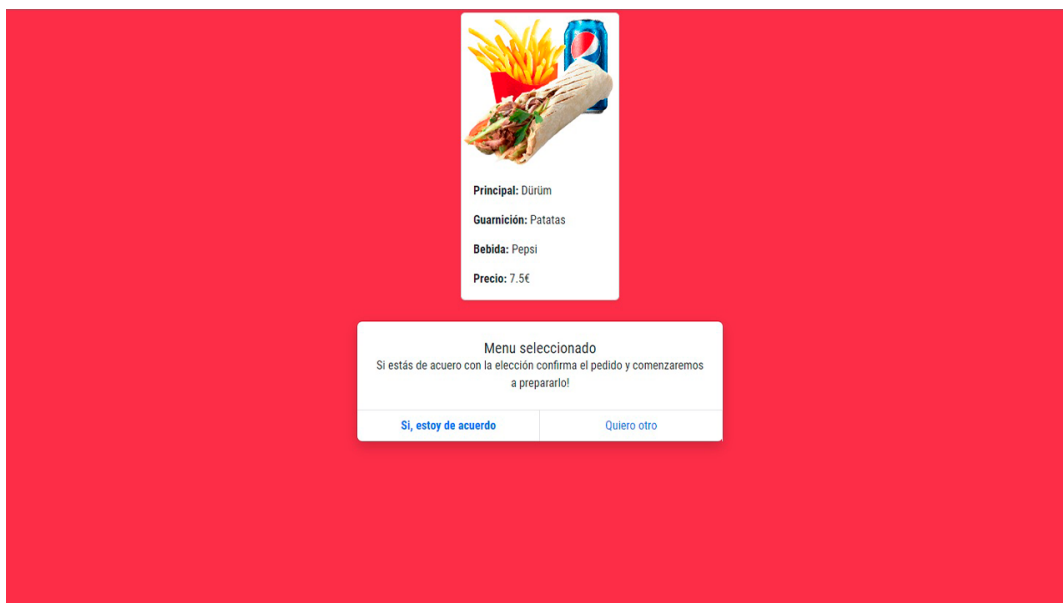 Principal: Dürüm
Guarnición: Patatas
Bebida: Pepsi
Precio: 7.5€
Menu seleccionado
Si estás de acuero con la elección confirma el pedido y comenzaremos
a prepararlo!
Si, estoy de acuerdo
Quiero otro